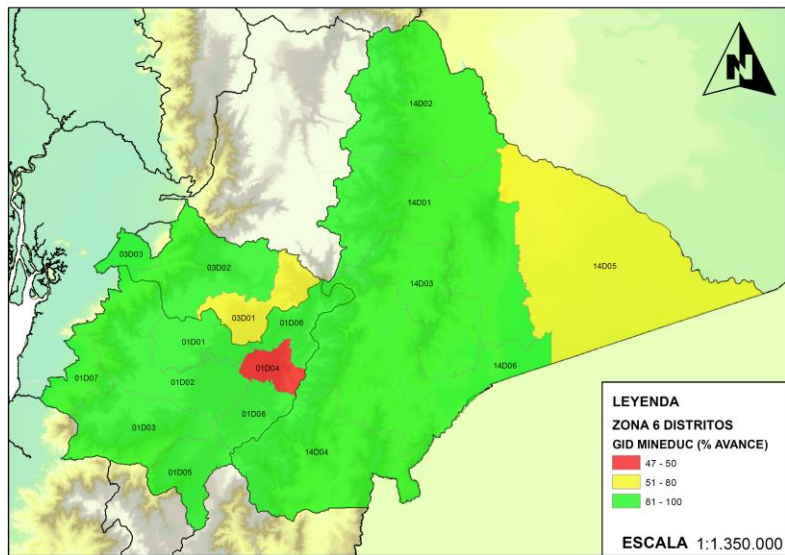 N
14D02
14D01
14D05
03D03
03D02
14D03
03D01
01D06
01D01
01D04
14D06
01D07
01D02
01D08
01D03
14D04
01D05
LEYENDA
ZONA 6 DISTRITOS
GID MINEDUC (% AVANCE)
47 - 50
51 - 80
81 - 100
ESCALA 1:1.350.000